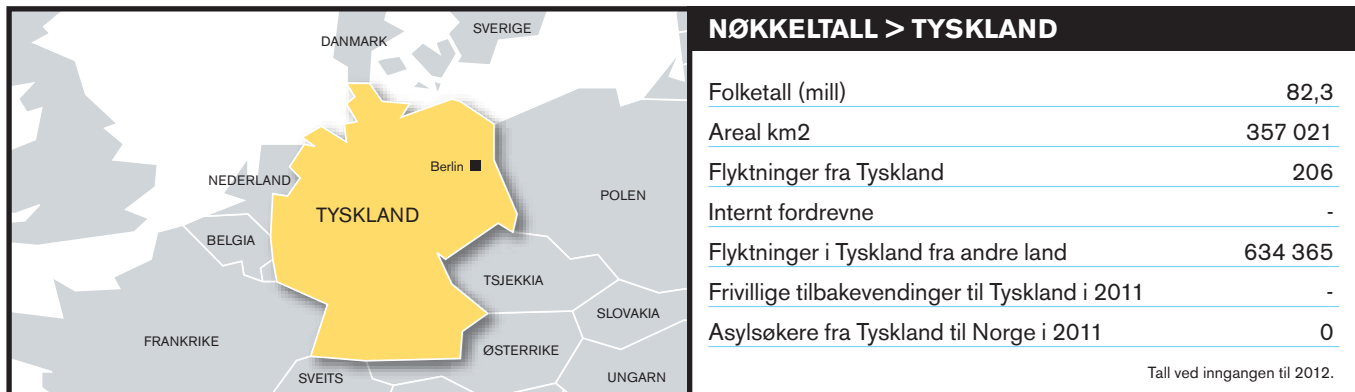 SVERIGE
DANMARK
Berlin
NEDERLAND
POLEN
TYSKLAND
BELGIA
TSJEKKIA
SLOVAKIA
FRANKRIKE
ØSTERRIKE
SVEITS
UNGARN
NØKKELTALL > TYSKLAND
Folketall (mill) 82,3
Areal km2 357 021
Flyktninger fra Tyskland 206
Internt fordrevne -
Flyktninger i Tyskland fra andre land 634 365
Frivillige tilbakevendinger til Tyskland i 2011 -
Asylsøkere fra Tyskland til Norge i 2011 0
Tall ved inngangen til 2012.